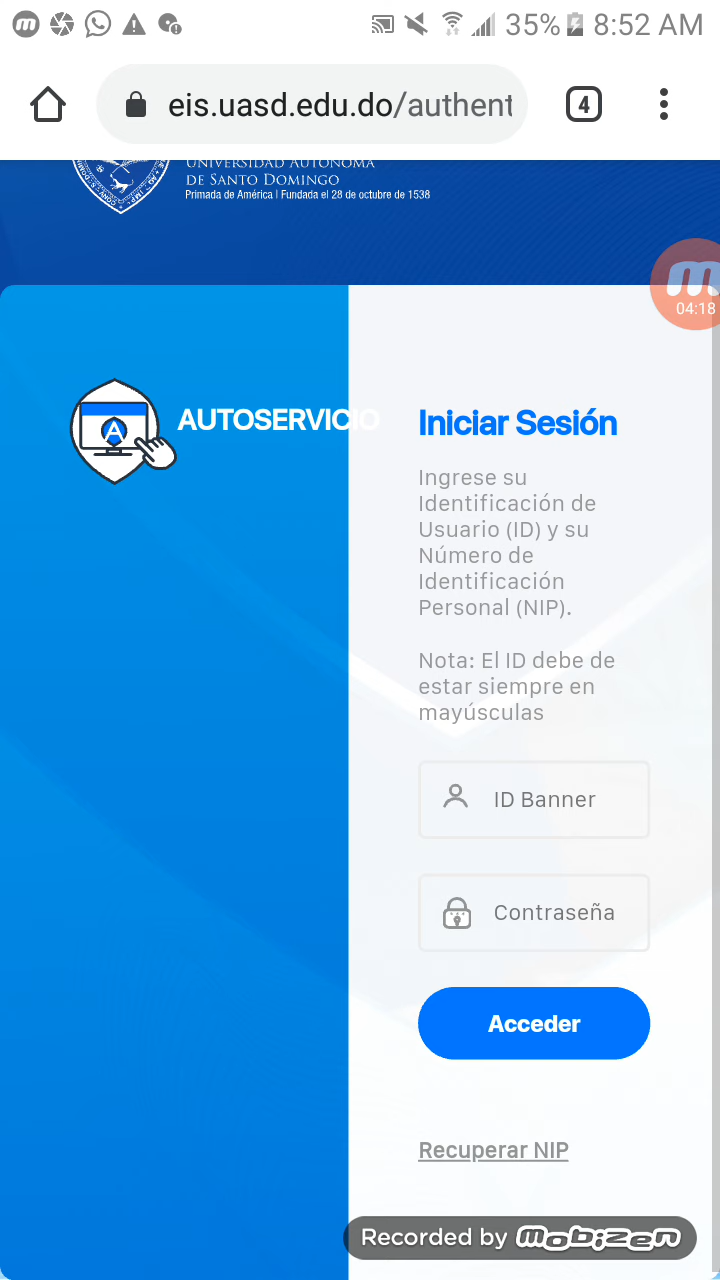 35% 8:52 AM
eis.uasd.edu.do/authent
4
UNIVERSIDAD AUTÓNOMA
DE SANTO DOMINGO
Primada de América | Fundada el 28 de octubre de 1538
04:18
AUTOSERVICIO
Iniciar Sesión
Ingrese su
Identificación de
Usuario (ID) y su
Número de
Identificación
Personal (NIP).
Nota: El ID debe de
estar siempre en
mayúsculas
ID Banner
Contraseña
Acceder
Recuperar NIP
Recorded by mobizen